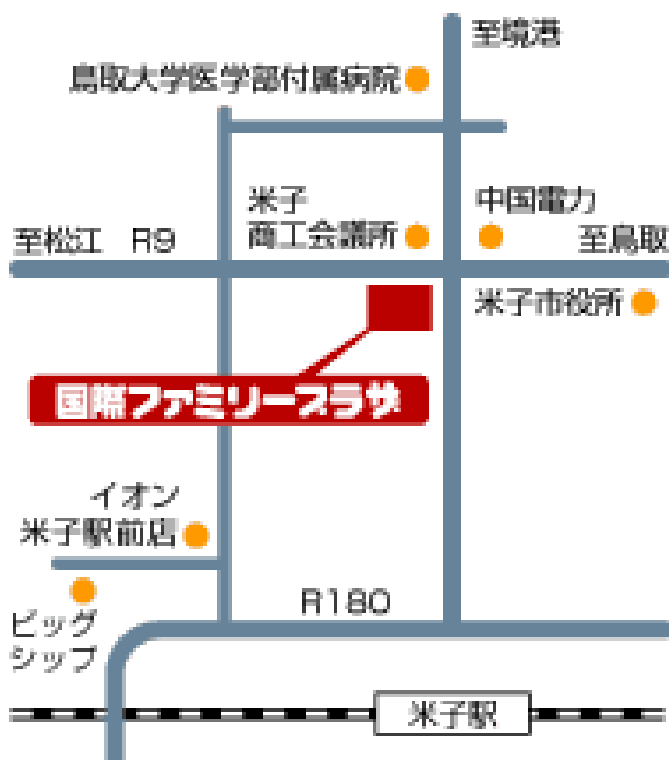 至境港
鳥取大学医学部付属病院
米子
商工会議所
中国電力
至松江 R9
至鳥取
米子市役所
国際ファミリープラザ
イオン
米子駅前店
R180
ビッグ
シップ
米子駅